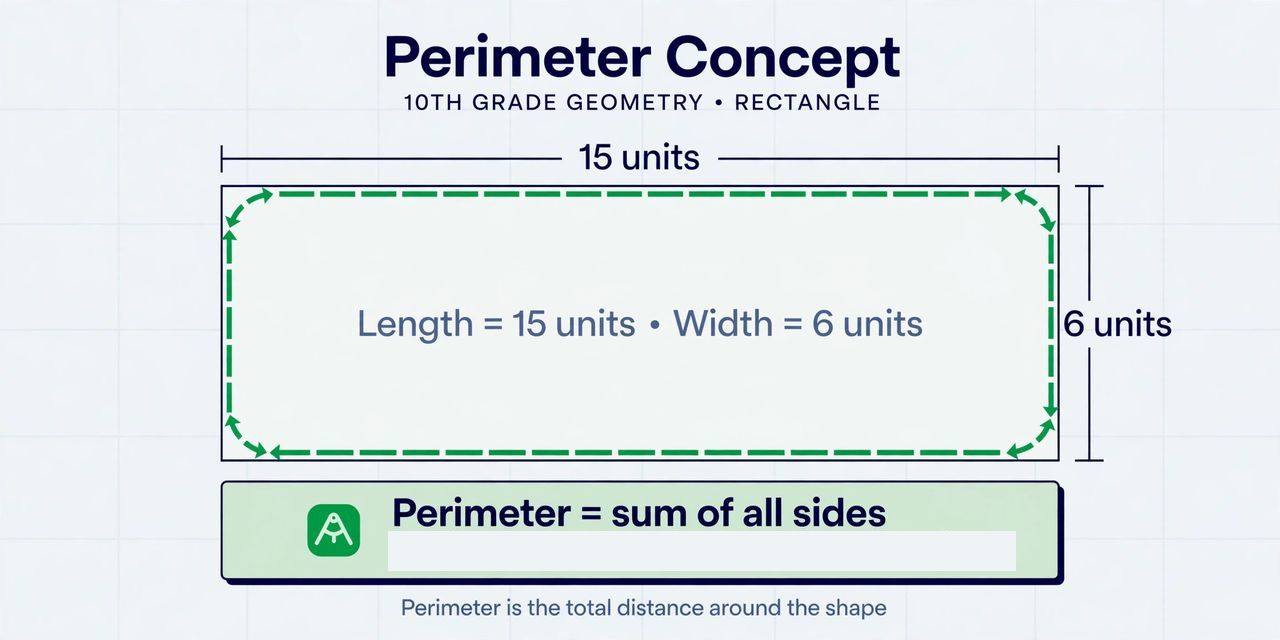 Perimeter Concept
10TH GRADE GEOMETRY • RECTANGLE
15 units
Length = 15 units • Width = 6 units
6 units
Perimeter = sum of all sides
Perimeter is the total distance around the shape